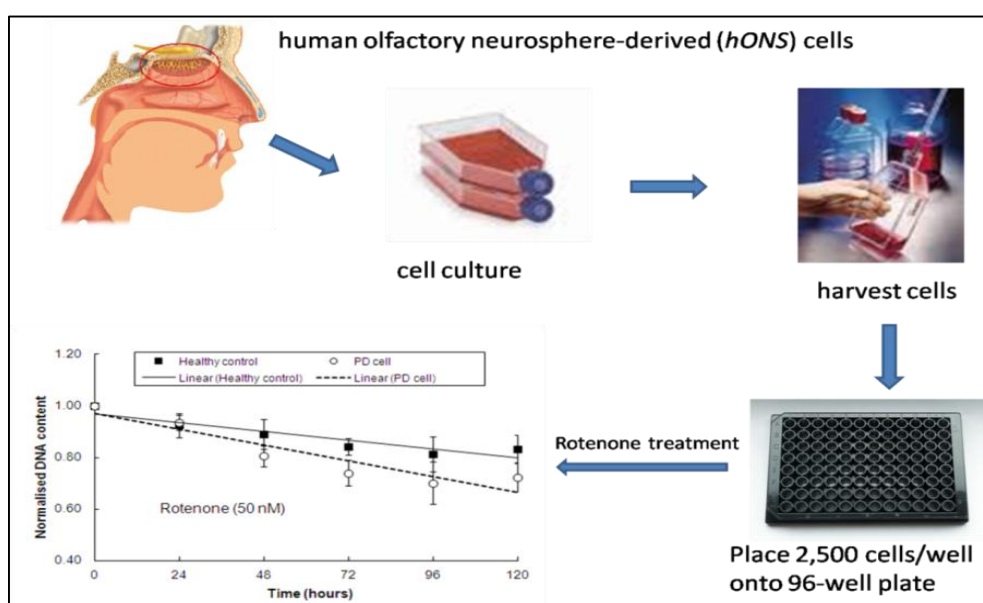 human olfactory neurosphere-derived (hONS) cells
cell culture
harvest cells
Place 2,500 cells/well
onto 96-well plate
Rotenone treatment
Normalised DNA content
1.20
1.00
0.80
0.60
0.40
Healthy control
PD cell
Linear (Healthy control)
Linear (PD cell)
Rotenone (50 nM)
0
24
48
72
96
120
Time (hours)